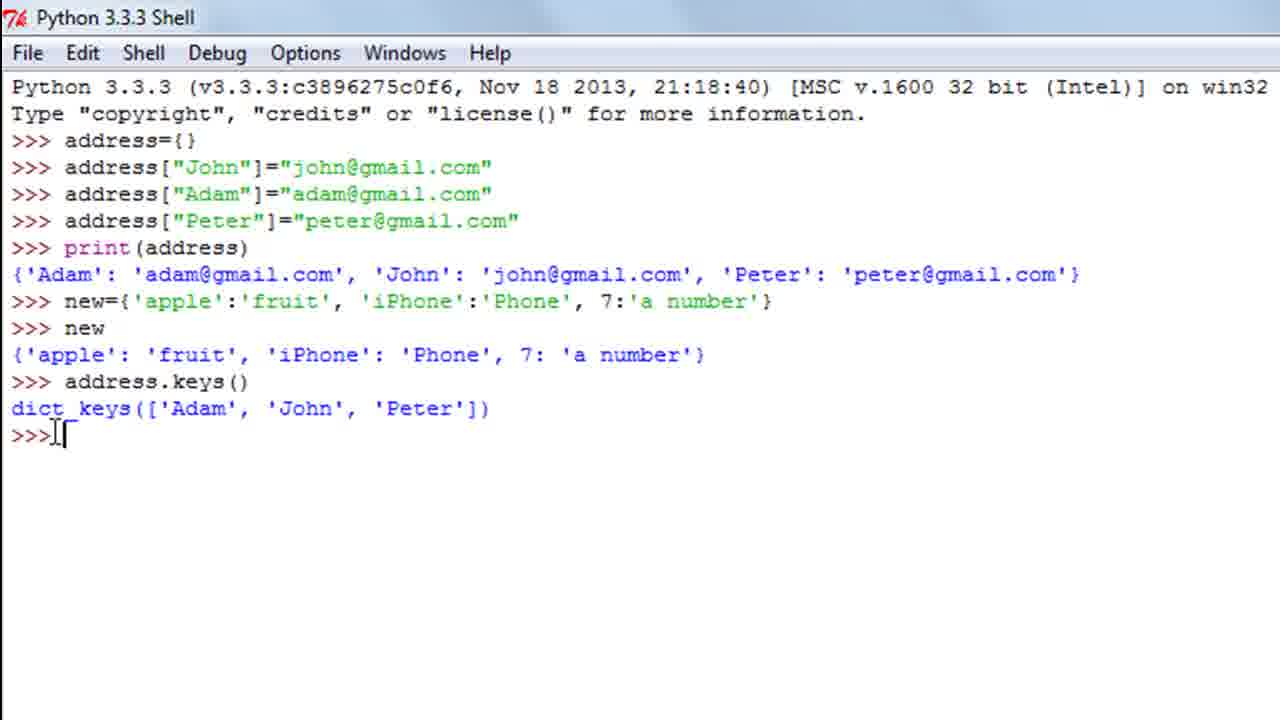 Python 3.3.3 Shell
File Edit Shell Debug Options Windows Help
Python 3.3.3 (v3.3.3:c3896275c0f6, Nov 18 2013, 21:18:40) [MSC v.1600 32 bit (Intel)] on win32
Type "copyright", "credits" or "license()" for more information.
>>> address={}
>>> address["John"]="john@gmail.com"
>>> address["Adam"]="adam@gmail.com"
>>> address["Peter"]="peter@gmail.com"
>>> print(address)
{'Adam': 'adam@gmail.com', 'John': 'john@gmail.com', 'Peter': 'peter@gmail.com'}
>>> new={'apple':'fruit', 'iPhone':'Phone', 7:'a number'}
>>> new
{'apple': 'fruit', 'iPhone': 'Phone', 7: 'a number'}
>>> address.keys()
dict_keys(['Adam', 'John', 'Peter'])
>>>